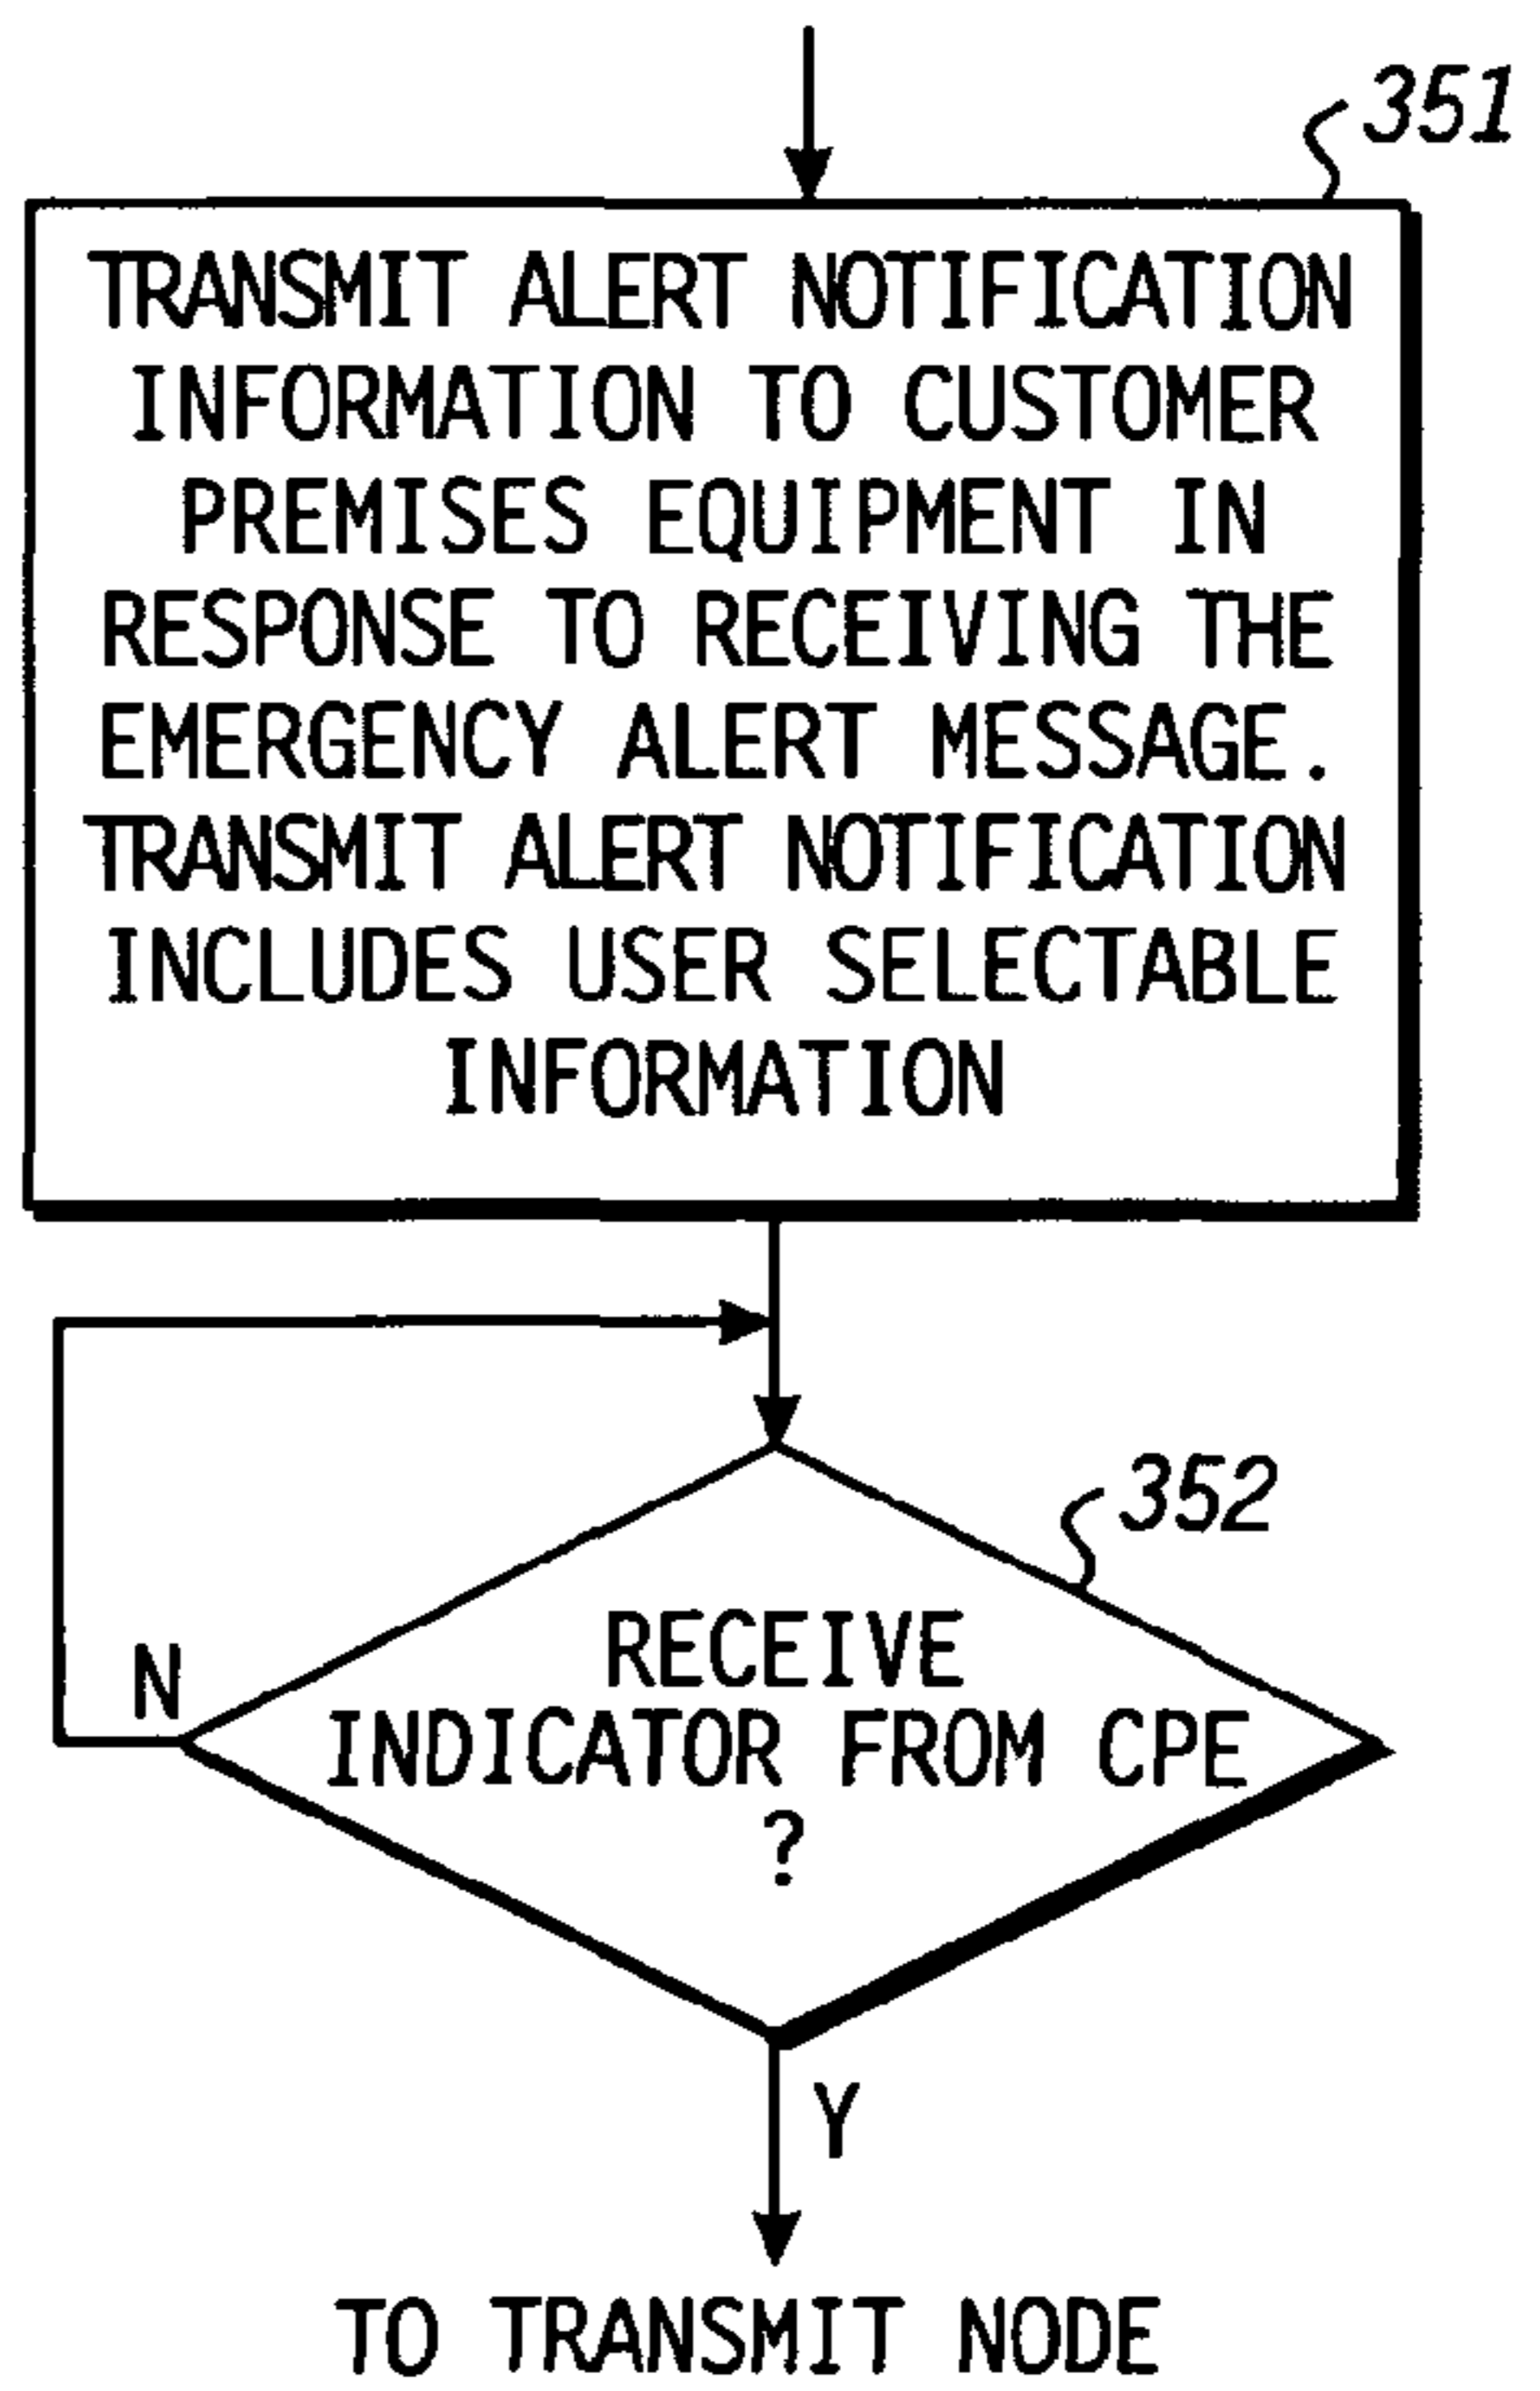 351
TRANSMIT ALERT NOTIFICATION
INFORMATION TO CUSTOMER
PREMISES EQUIPMENT IN
RESPONSE TO RECEIVING THE
EMERGENCY ALERT MESSAGE.
TRANSMIT ALERT NOTIFICATION
INCLUDES USER SELECTABLE
INFORMATION
352
N
RECEIVE
INDICATOR FROM CPE
?
Y
TO TRANSMIT NODE